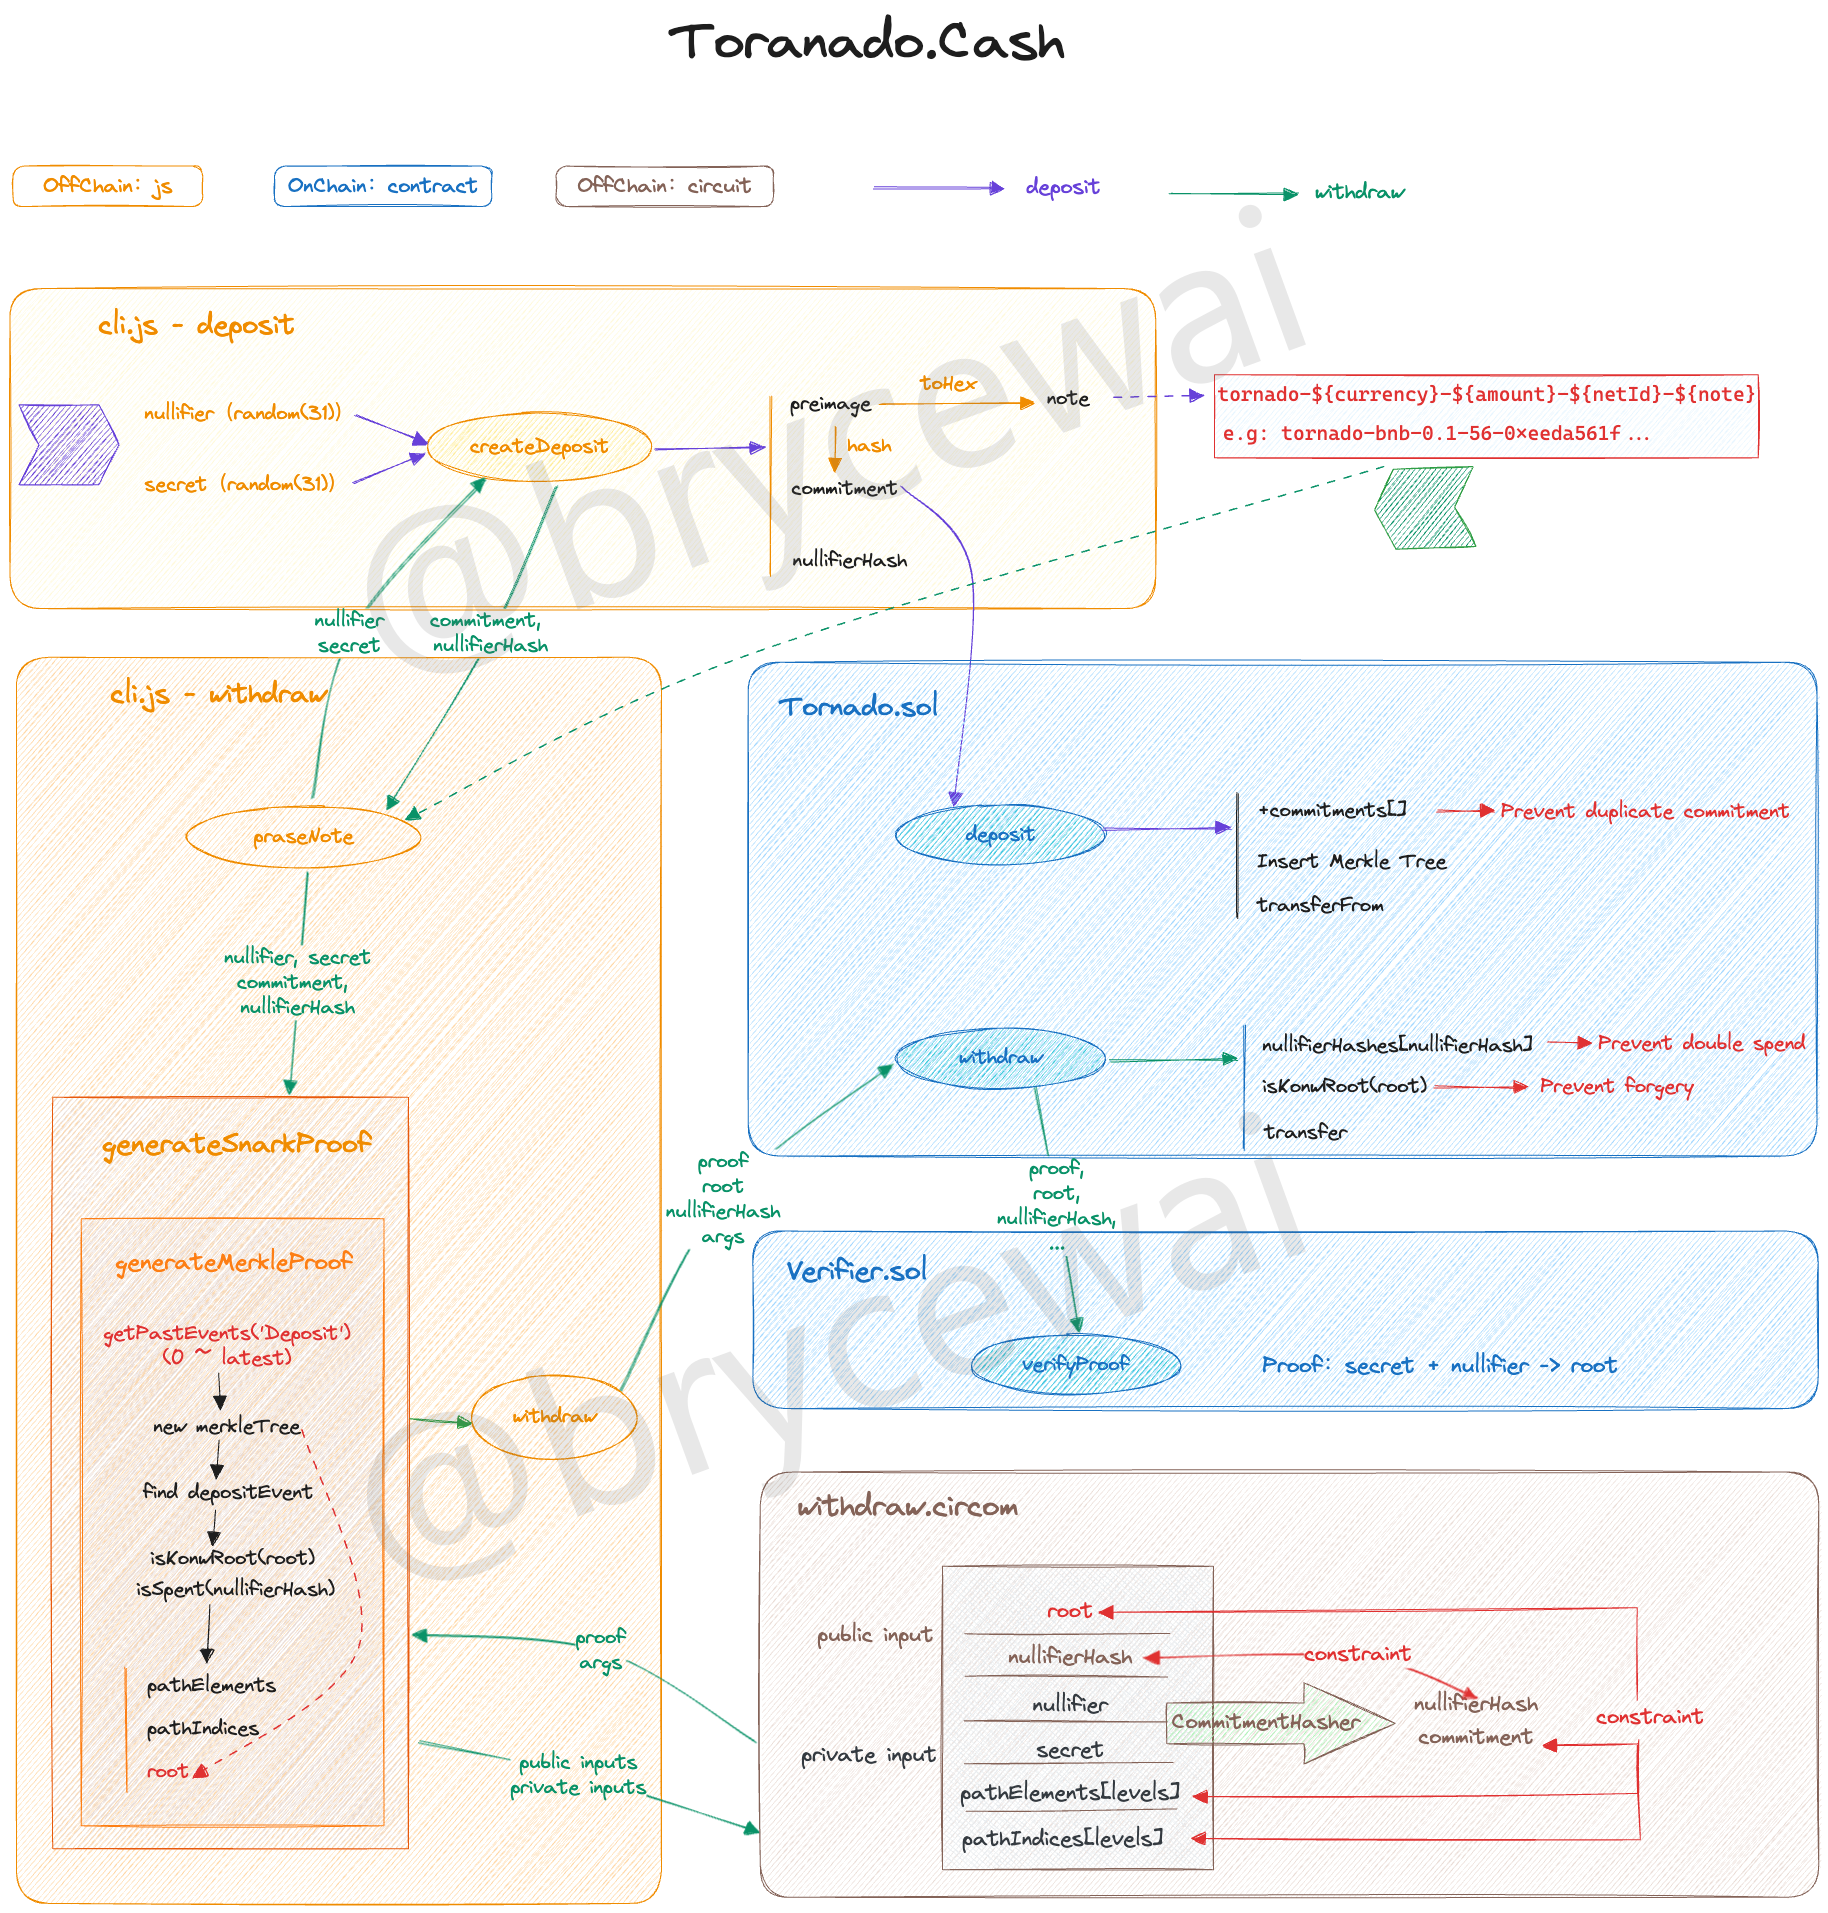 Toranado.Cash
OffChain: js
OnChain: contract
OffChain: circuit
deposit
withdraw
cli.js - deposit
nullifier (random(31))
secret (random(31))
createDeposit
preimage
toHex
note
hash
commitment
nullifierHash
tornado-${currency}-${amount}-${netId}-${note}
e.g: tornado-bnb-0.1-56-0×eeda561f...
nullifier
secret
commitment,
nullifierHash
cli.js - withdraw
praseNote
nullifier, secret
commitment,
nullifierHash
generateSnarkProof
generateMerkleProof
getPastEvents('Deposit')
(0 ~ latest)
new merkleTree
find depositEvent
isKonwRoot(root)
isSpent(nullifierHash)
pathElements
pathIndices
root
withdraw
proof
root
nullifierHash
args
proof
args
public inputs
private inputs
Tornado.sol
deposit
+commitments[]
Prevent duplicate commitment
Insert Merkle Tree
transferFrom
withdraw
nullifierHashes[nullifierHash]
Prevent double spend
isKonwRoot(root)
Prevent forgery
transfer
proof,
root,
nullifierHash,
...
Verifier.sol
verifyProof
Proof: secret + nullifier -> root
withdraw.circom
public input
root
nullifierHash
constraint
private input
nullifier
secret
pathElements[levels]
pathIndices[levels]
CommitmentHasher
nullifierHash
commitment
constraint
@brycewai
@brycewai